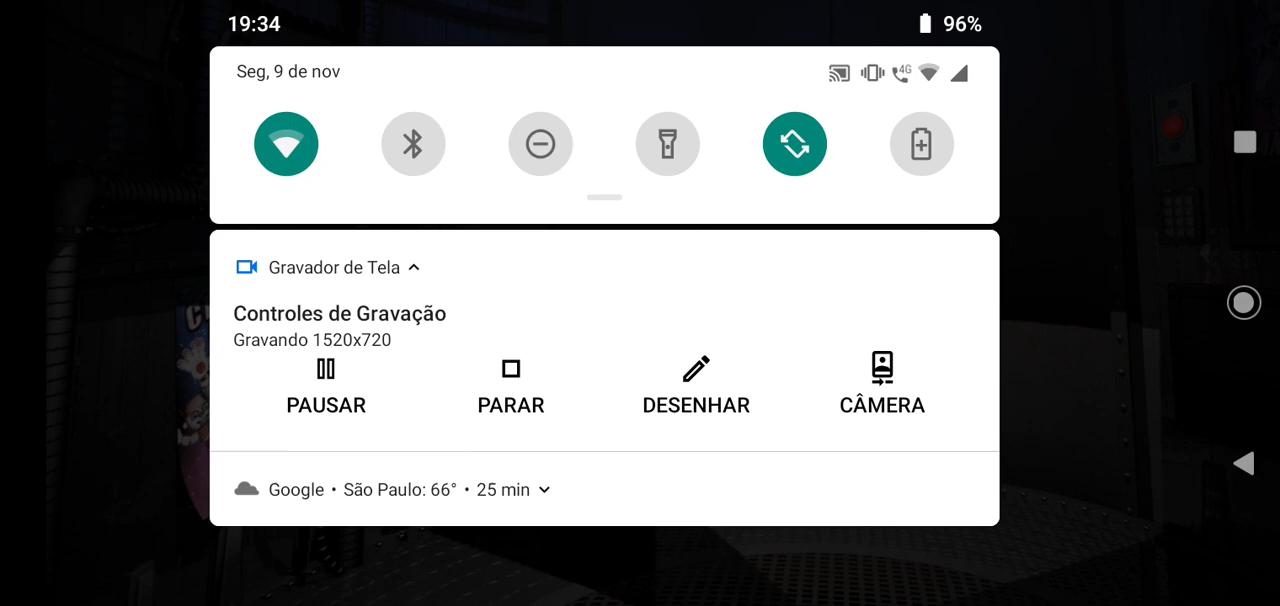 19:34
96%
Seg, 9 de nov
4G
Gravador de Tela
Controles de Gravação
Gravando 1520x720
PAUSAR
PARAR
DESENHAR
CÂMERA
Google • São Paulo: 66° • 25 min